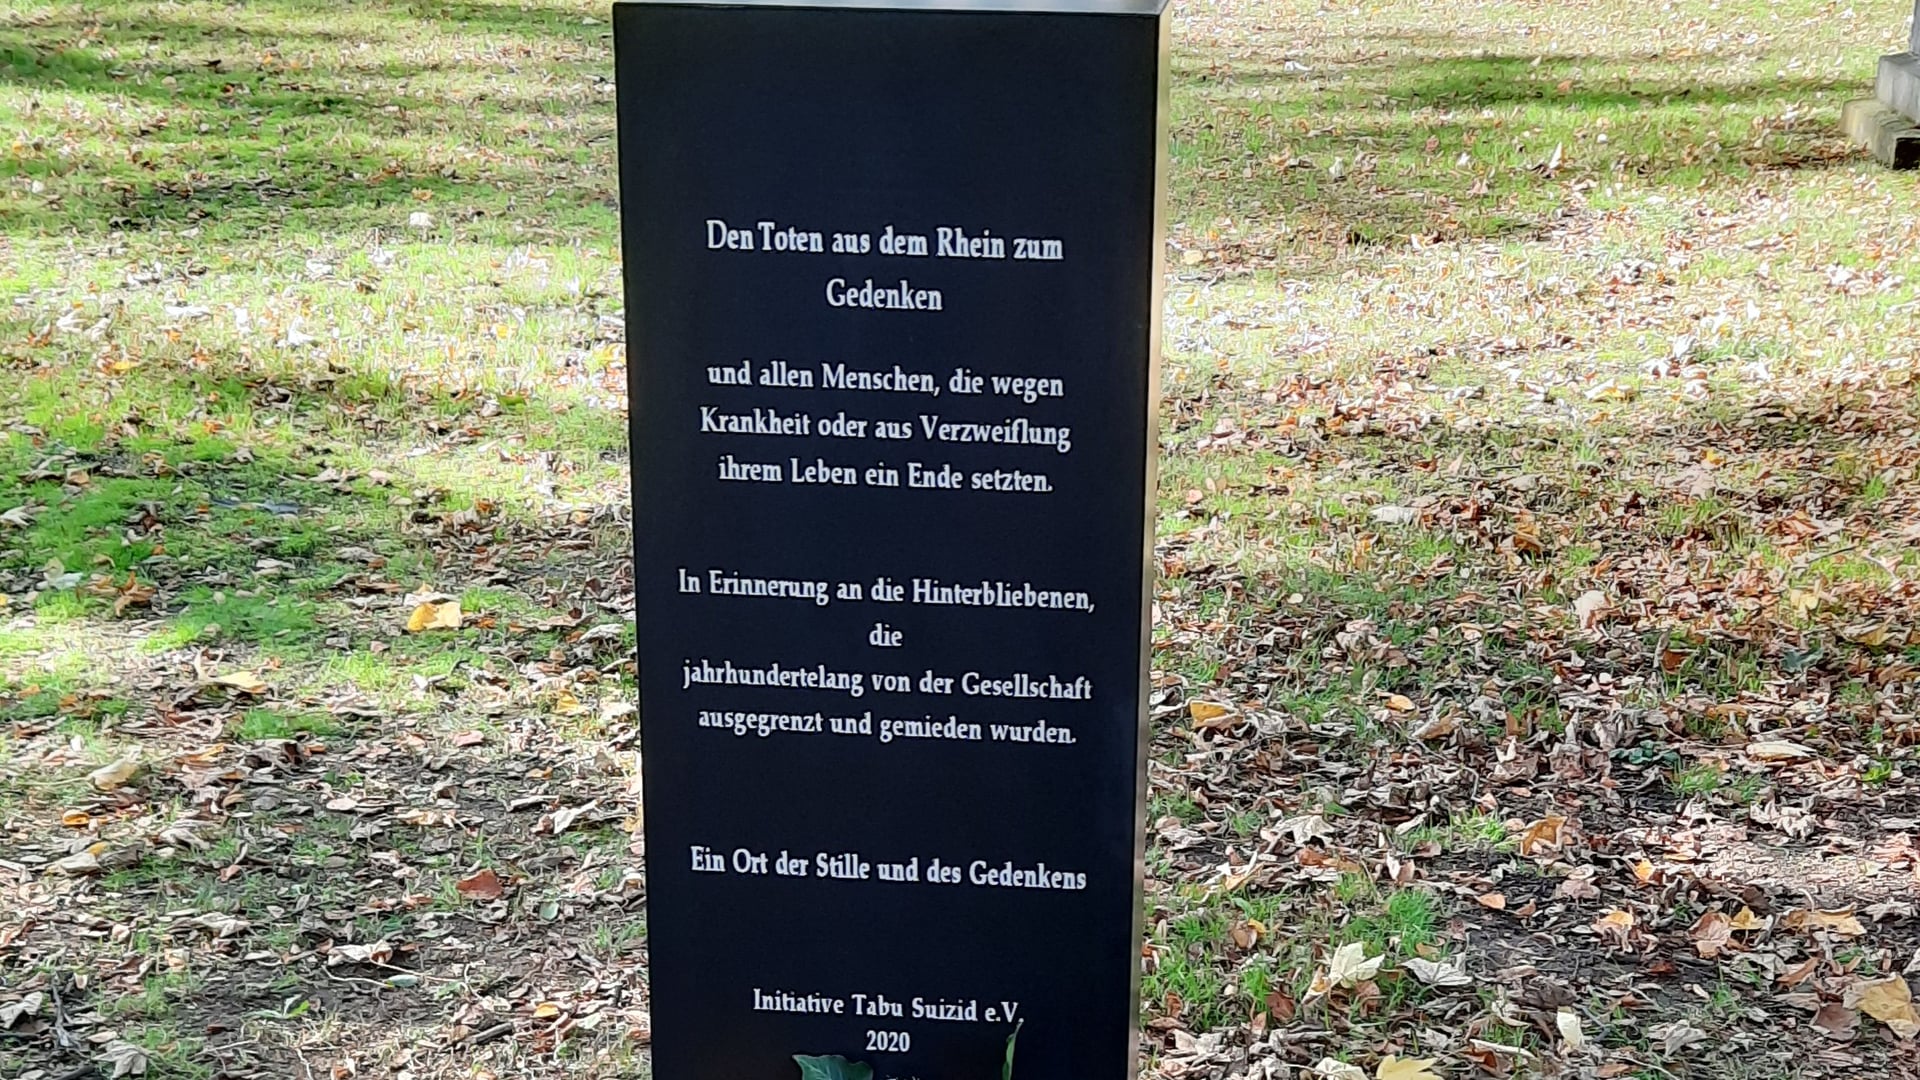 Den Toten aus dem Rhein zum
Gedenken
und allen Menschen, die wegen
Krankheit oder aus Verzweiflung
ihrem Leben ein Ende setzten.
In Erinnerung an die Hinterbliebenen,
die
jahrhundertelang von der Gesellschaft
ausgegrenzt und gemieden wurden.
Ein Ort der Stille und des Gedenkens
Initiative Tabu Suizid e.V.
2020